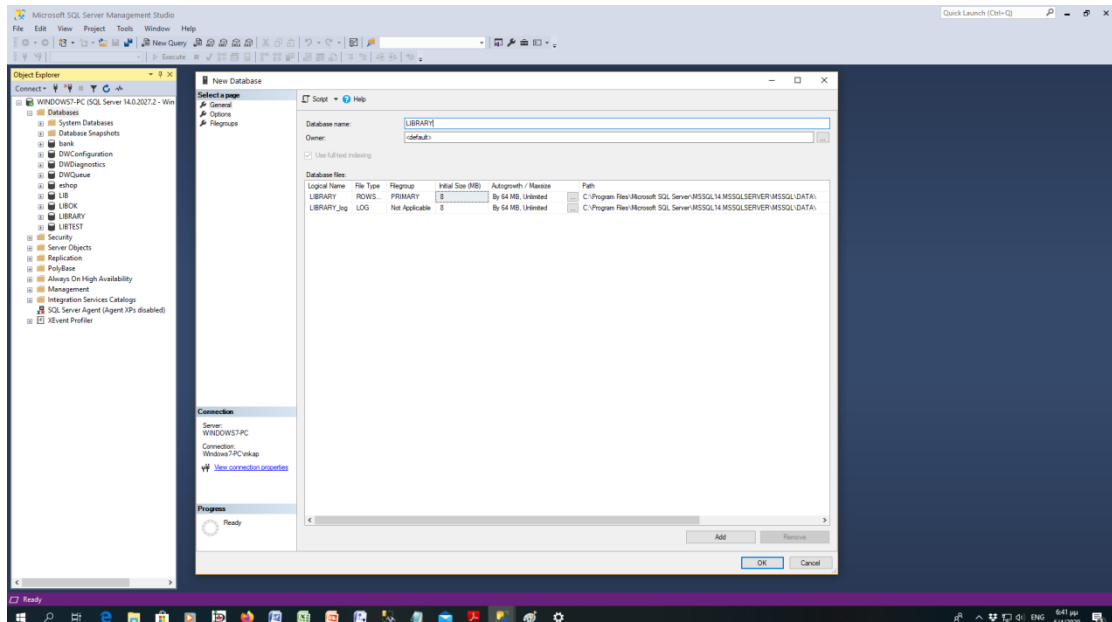 Microsoft SQL Server Management Studio
Quick Launch (Ctrl+Q)
File Edit View Project Tools Window Help
New Query
Execute
Object Explorer
Connect
WINDOWS7-PC (SQL Server 14.0.2027.2 - Win
Databases
System Databases
Database Snapshots
bank
DWConfiguration
DWDiagnostics
DWQueue
eshop
LIB
LIBOK
LIBRARY
LIBTEST
Security
Server Objects
Replication
PolyBase
Always On High Availability
Management
Integration Services Catalogs
SQL Server Agent (Agent XPs disabled)
XEvent Profiler
New Database
Select a page
General
Options
Filegroups
Script Help
Database name: LIBRARY
Owner: <default> ...
Use full-text indexing
Database files:
Logical Name File Type Filegroup Initial Size (MB) Autogrowth / Maxsize Path
LIBRARY ROWS... PRIMARY 8 By 64 MB, Unlimited ... C:\Program Files\Microsoft SQL Server\MSSQL14.MSSQLSERVER\MSSQL\DATA\
LIBRARY_log LOG Not Applicable 8 By 64 MB, Unlimited ... C:\Program Files\Microsoft SQL Server\MSSQL14.MSSQLSERVER\MSSQL\DATA\
Connection
Server:
WINDOWS7-PC
Connection:
Windows7-PC\nkap
View connection properties
Progress
Ready
Add Remove
OK Cancel
Ready
ENG 6:41 μμ